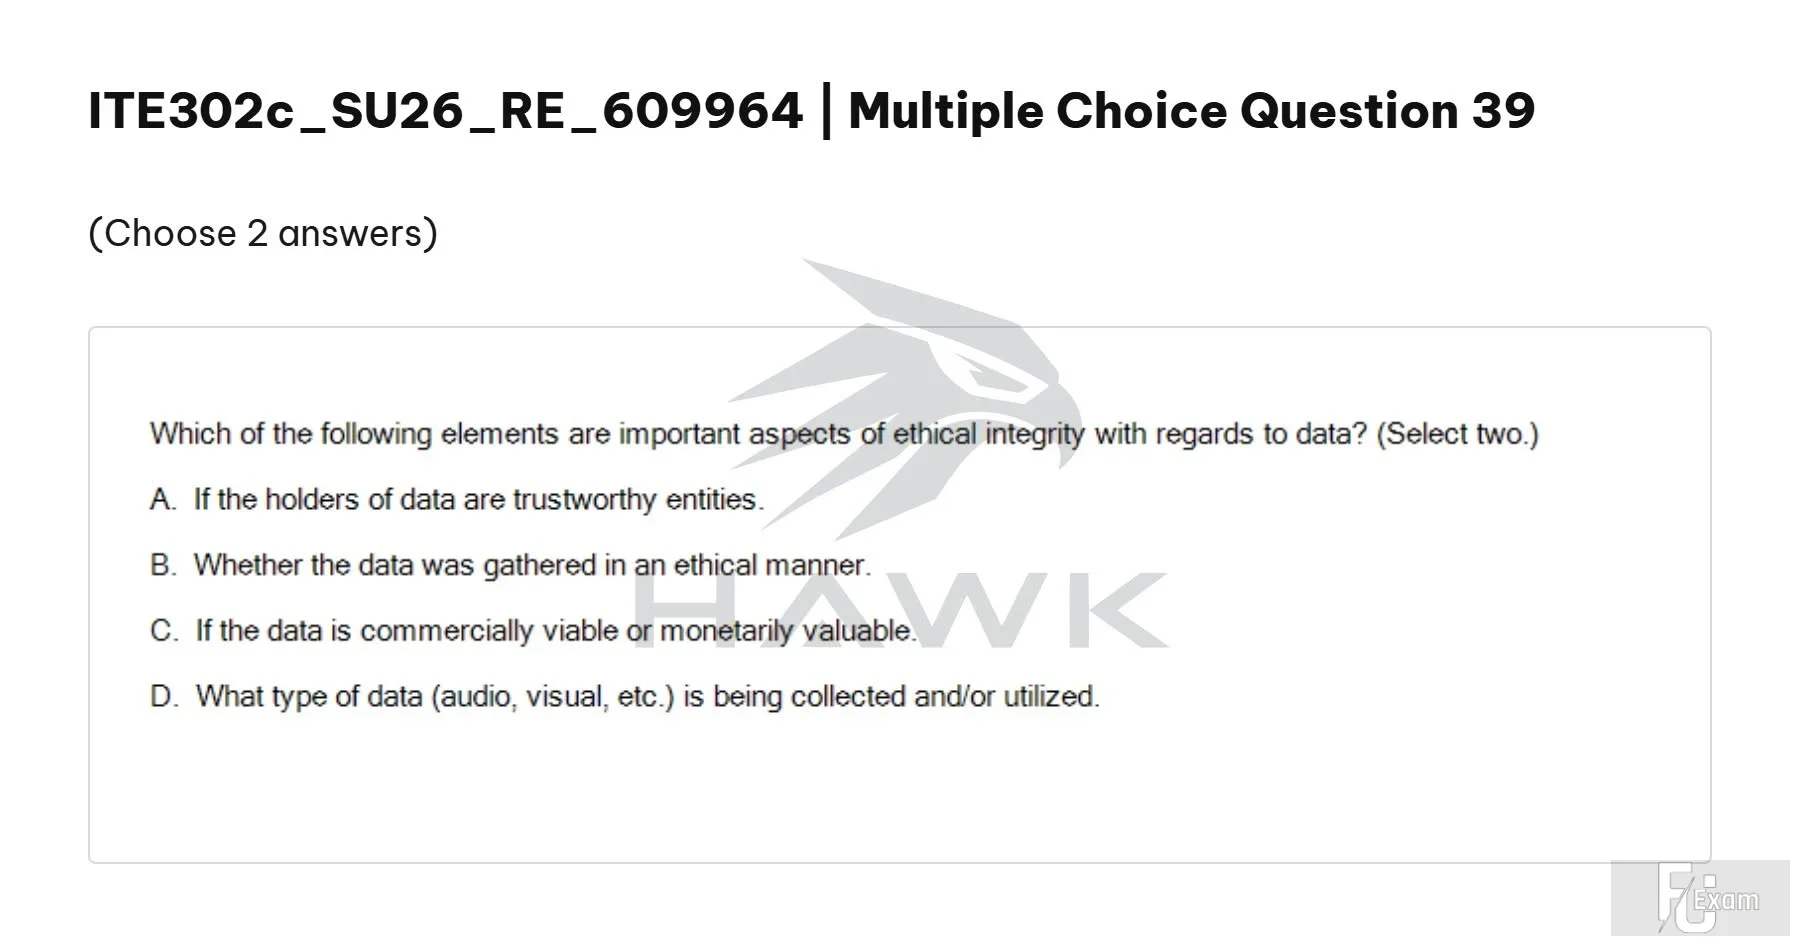 ITE302c_SU26_RE_609964 | Multiple Choice Question 39
(Choose 2 answers)
Which of the following elements are important aspects of ethical integrity with regards to data? (Select two.)
A. If the holders of data are trustworthy entities.
B. Whether the data was gathered in an ethical manner.
HAWK
C. If the data is commercially viable or monetarily valuable.
D. What type of data (audio, visual, etc.) is being collected and/or utilized.
FU Exam